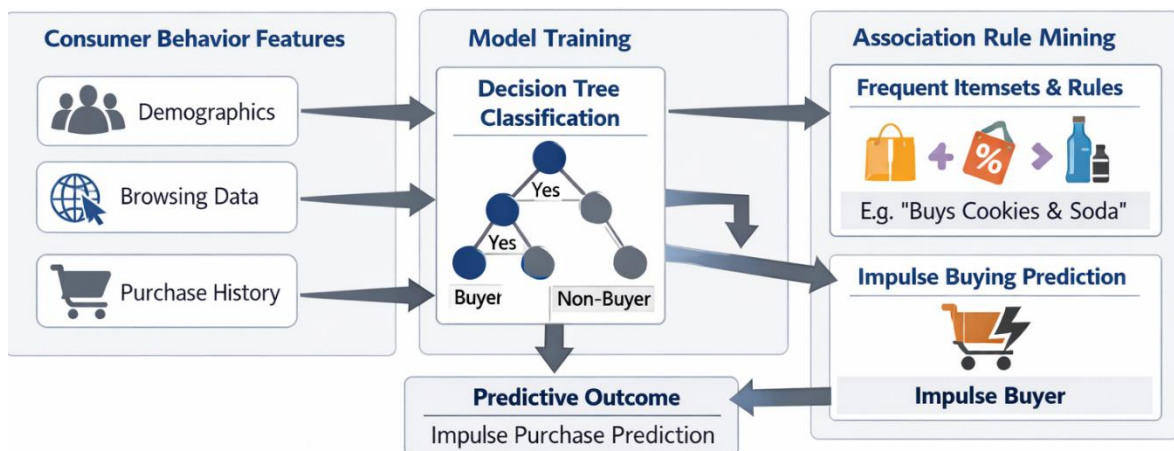 Consumer Behavior Features
Demographics
Browsing Data
Purchase History
Model Training
Decision Tree
Classification
Yes
Yes
Buyer
Non-Buyer
Association Rule Mining
Frequent Itemsets & Rules
%
E.g. "Buys Cookies & Soda"
Impulse Buying Prediction
Impulse Buyer
Predictive Outcome
Impulse Purchase Prediction